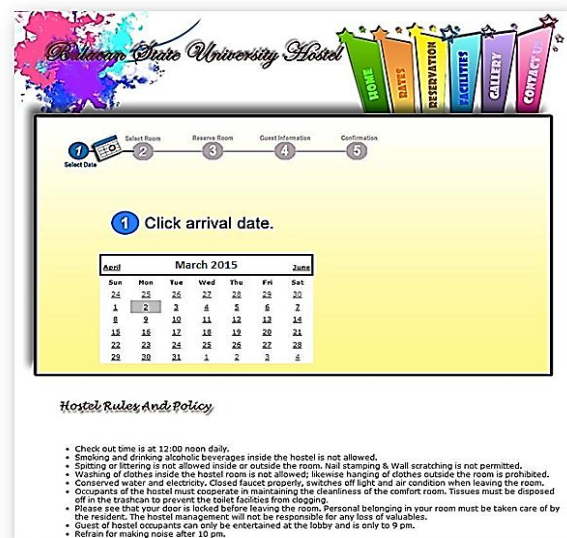 Bulacan State University Hostel
HOME
RATES
RESERVATION
FACILITIES
GALLERY
CONTACT US
1 2 3 4 5
Select Date
Select Room
Reserve Room
Guest Information
Confirmation
1 Click arrival date.
April March 2015 June
Sun Mon Tue Wed Thu Fri Sat
24 25 26 27 28 29 30
1 2 3 4 5 6 7
8 9 10 11 12 13 14
15 16 17 18 19 20 21
22 23 24 25 26 27 28
29 30 31 1 2 3 4
Hostel Rules And Policy
• Check out time is at 12:00 noon daily.
• Smoking and drinking alcoholic beverages inside the hostel is not allowed.
• Spitting or littering is not allowed inside or outside the room. Nail stamping & Wall scratching is not permitted.
• Washing of clothes inside the hostel room is not allowed; likewise hanging of clothes outside the room is prohibited.
• Conserved water and electricity. Closed faucet properly, switches off light and air condition when leaving the room.
• Occupants of the hostel must cooperate in maintaining the cleanliness of the comfort room. Tissues must be disposed
off in the trashcan to prevent the toilet facilities from clogging.
• Please see that your door is locked before leaving the room. Personal belonging in your room must be taken care of by
the resident. The hostel management will not be responsible for any loss of valuables.
• Guest of hostel occupants can only be entertained at the lobby and is only to 9 pm.
• Refrain for making noise after 10 pm.